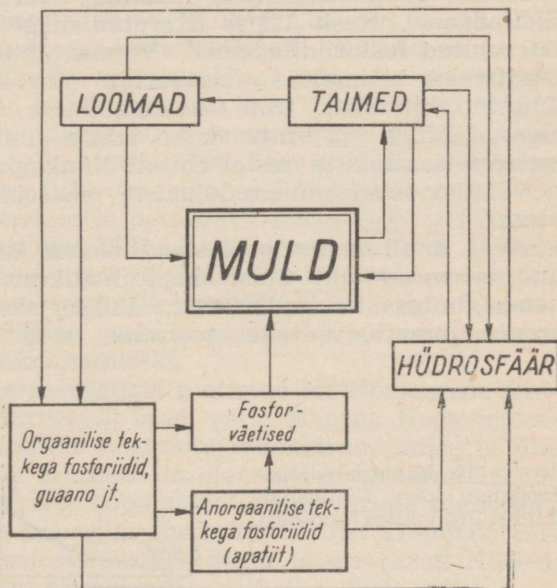 LOOMAD
TAIMED
MULD
HÜDROSFÄÄR
Orgaanilise tek-
kega fosforiidid,
guaano jt.
Fosfor-
väetised
Anorgaanilise tek-
kega fosforiidid
(apatiit)